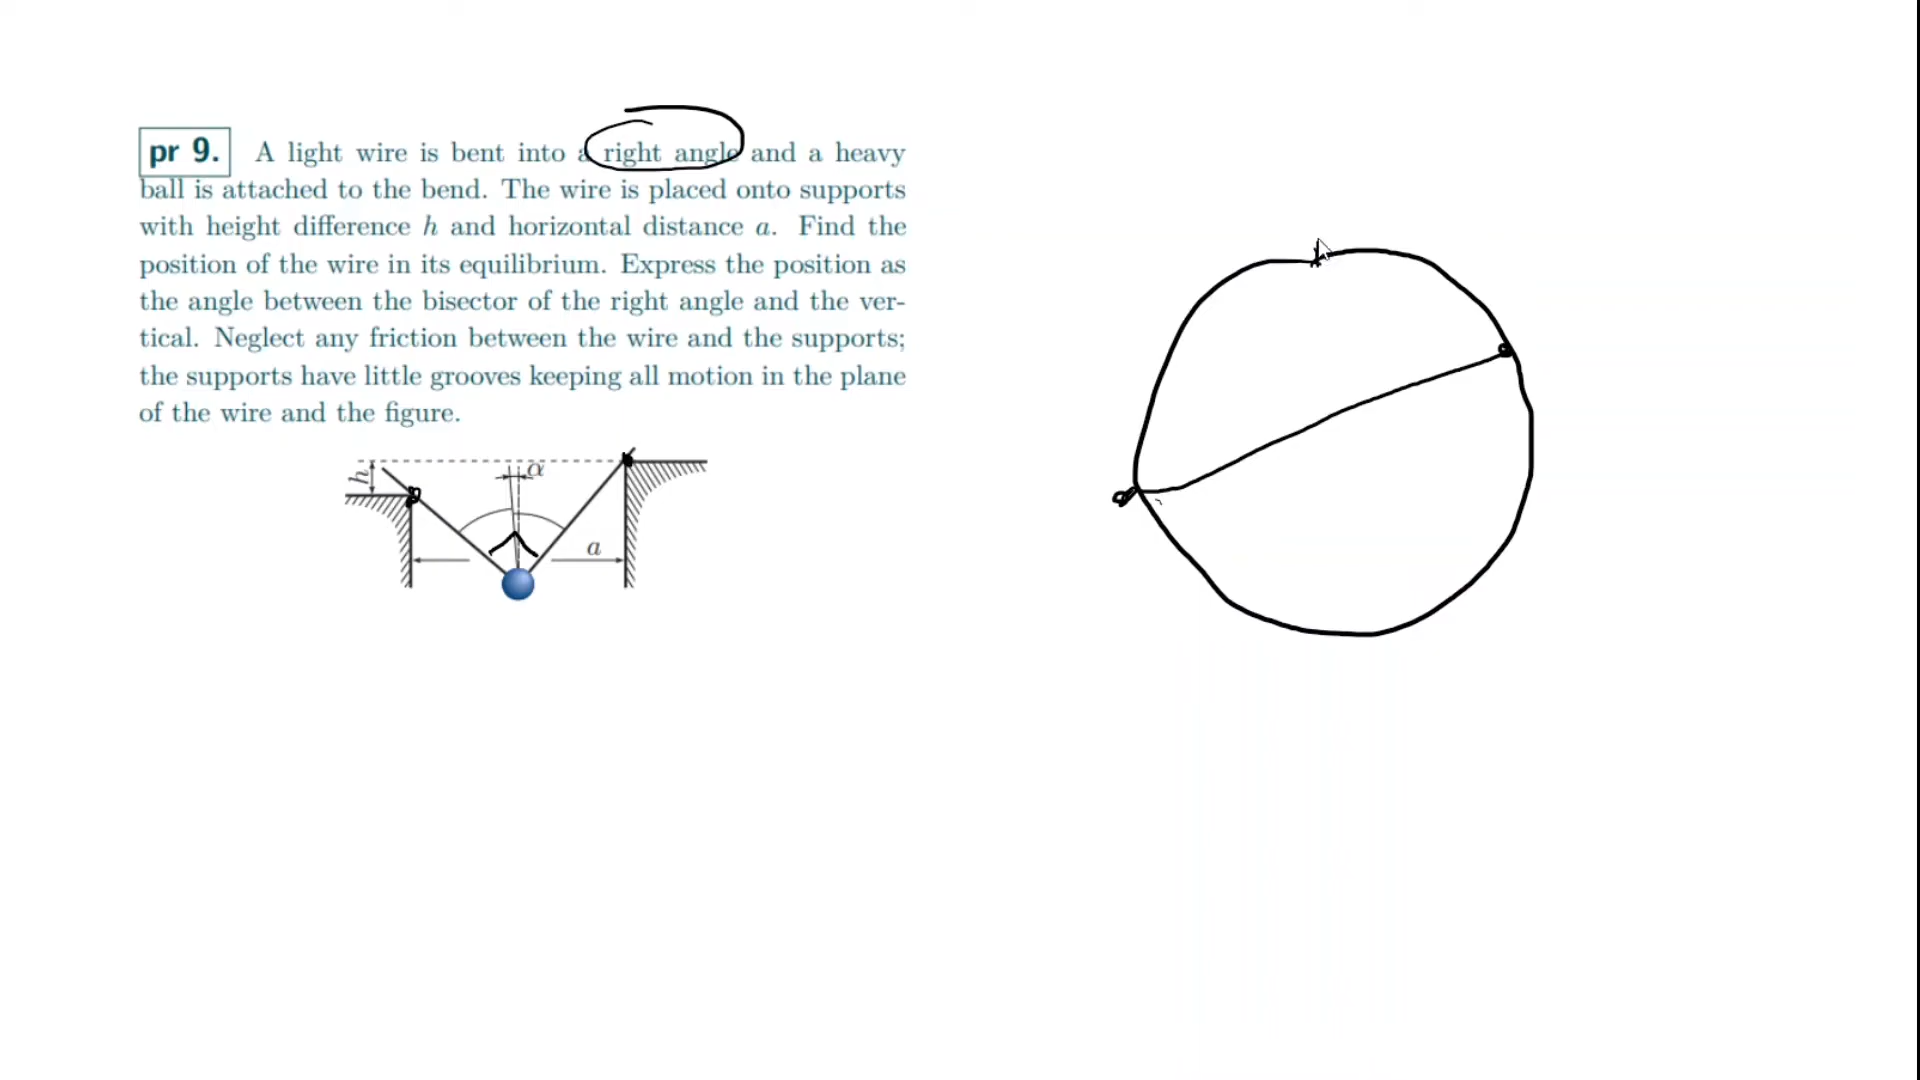 pr 9. A light wire is bent into a right angle and a heavy
ball is attached to the bend. The wire is placed onto supports
with height difference h and horizontal distance a. Find the
position of the wire in its equilibrium. Express the position as
the angle between the bisector of the right angle and the ver-
tical. Neglect any friction between the wire and the supports;
the supports have little grooves keeping all motion in the plane
of the wire and the figure.
h
α
a